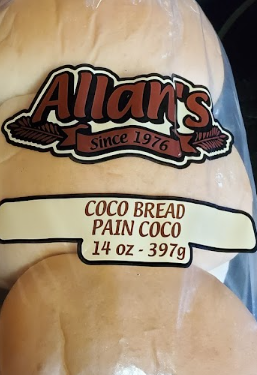 Allan's
Since 1976
COCO BREAD
PAIN COCO
14 oz - 397g